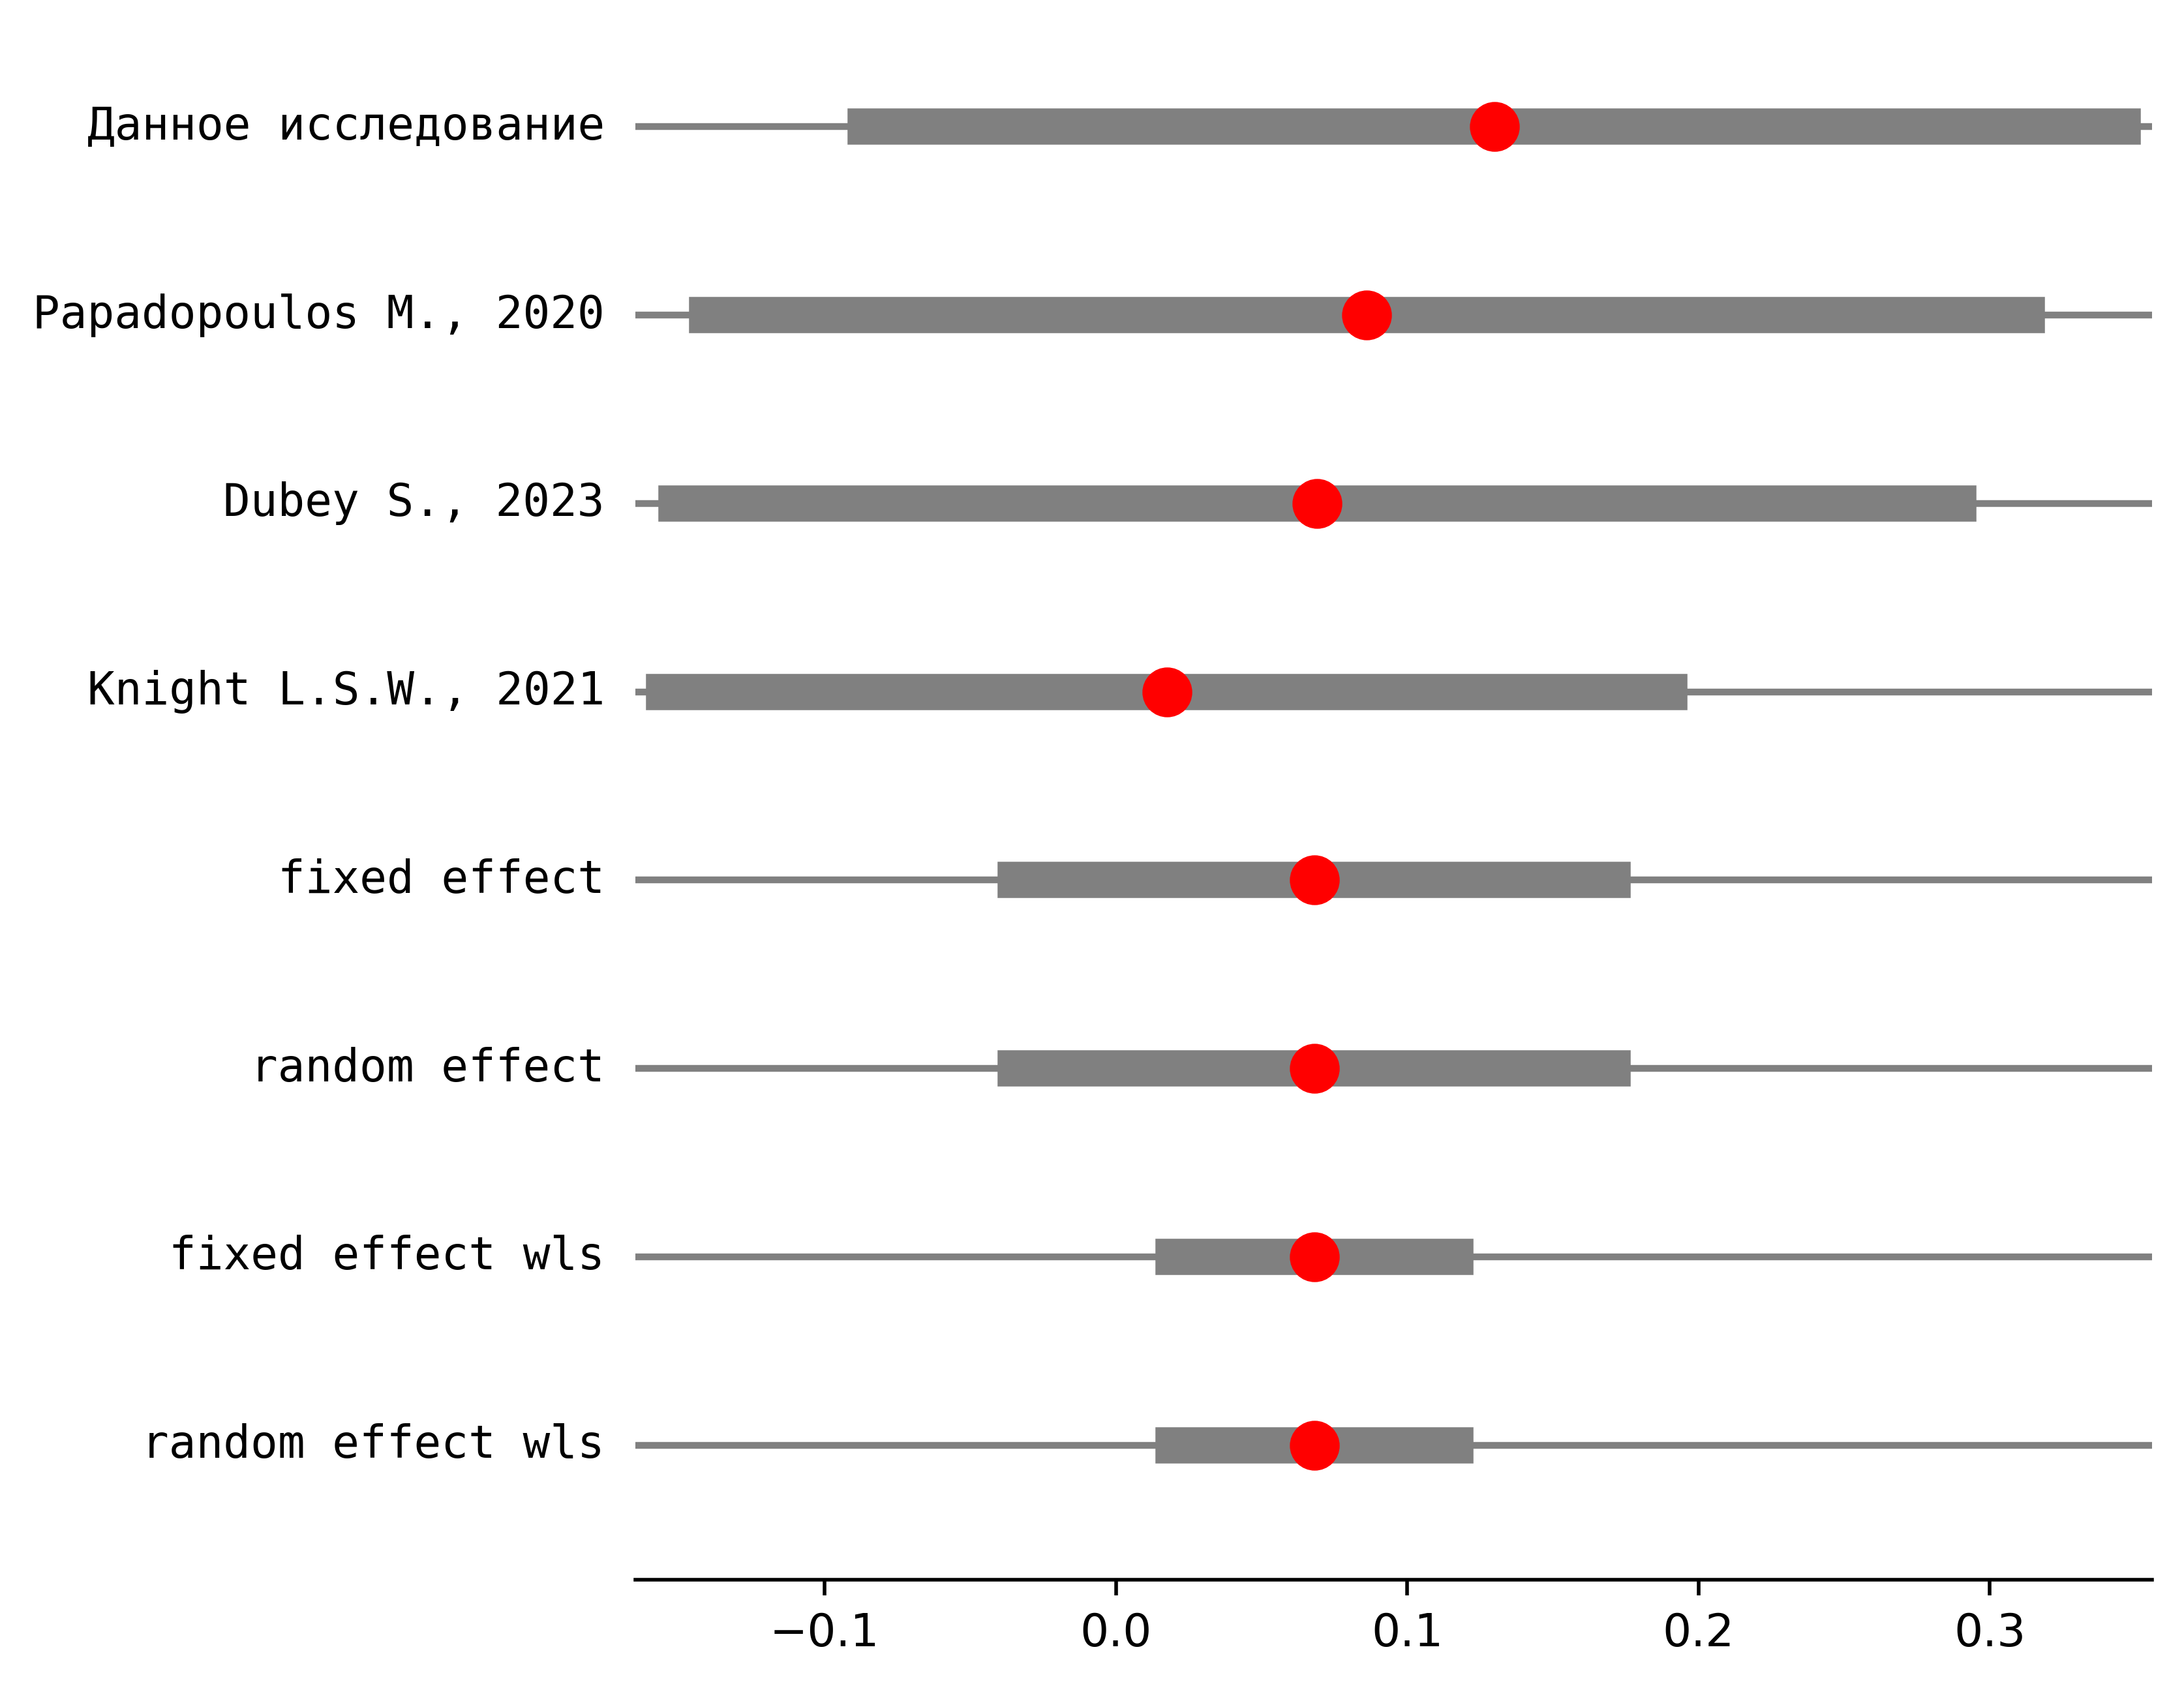 Данное исследование
Papadopoulos M., 2020
Dubey S., 2023
Knight L.S.W., 2021
fixed effect
random effect
fixed effect wls
random effect wls
−0.1 0.0 0.1 0.2 0.3